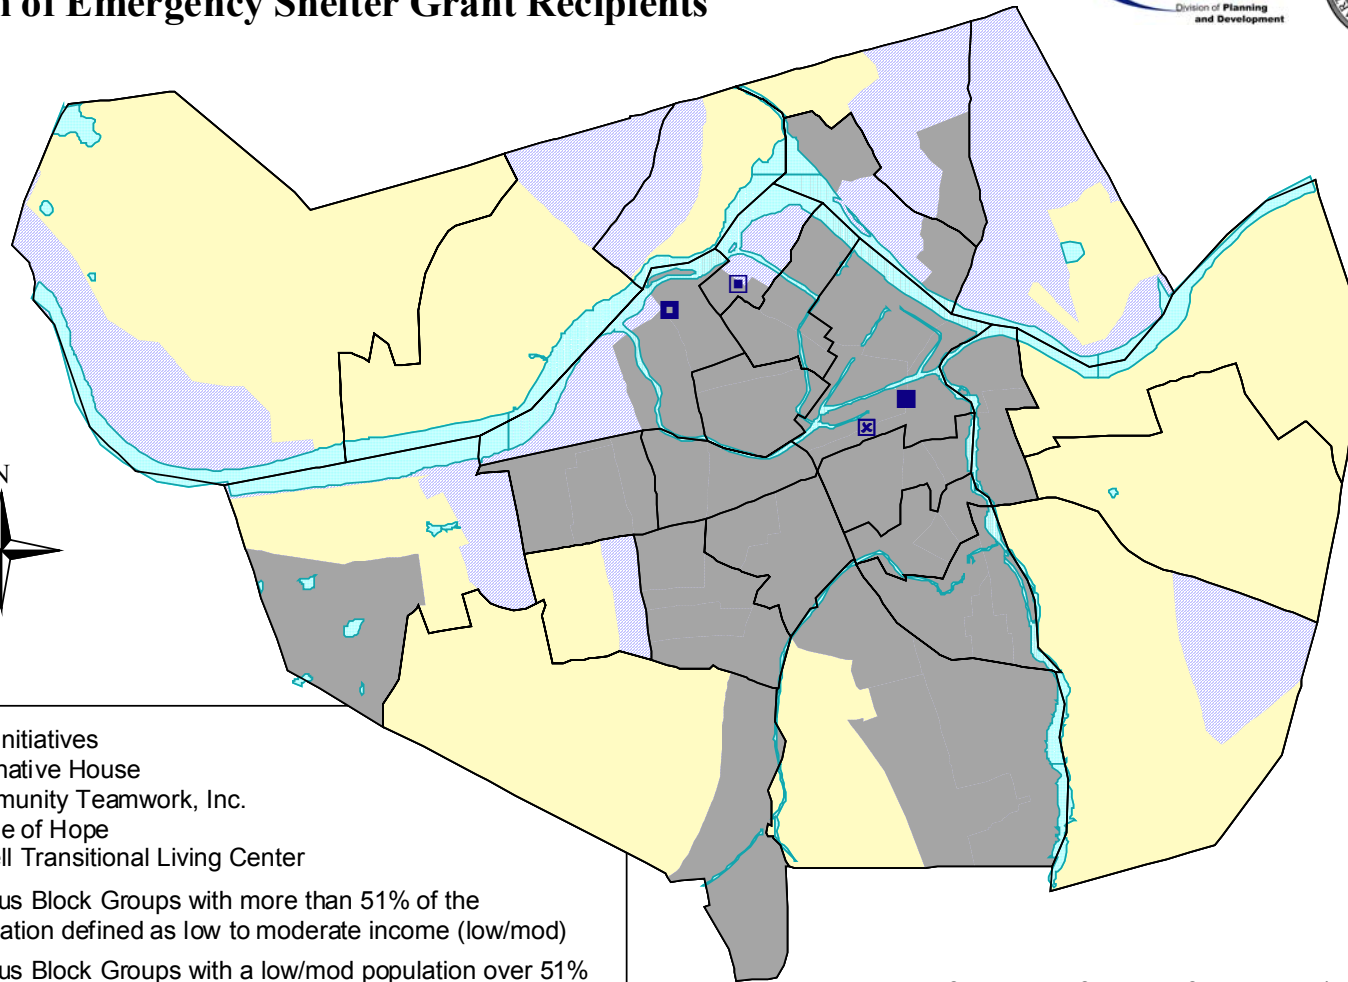 of Emergency Shelter Grant Recipients
Division of Planning
and Development
N
nitiatives
native House
munity Teamwork, Inc.
e of Hope
ell Transitional Living Center
us Block Groups with more than 51% of the
ation defined as low to moderate income (low/mod)
us Block Groups with a low/mod population over 51%